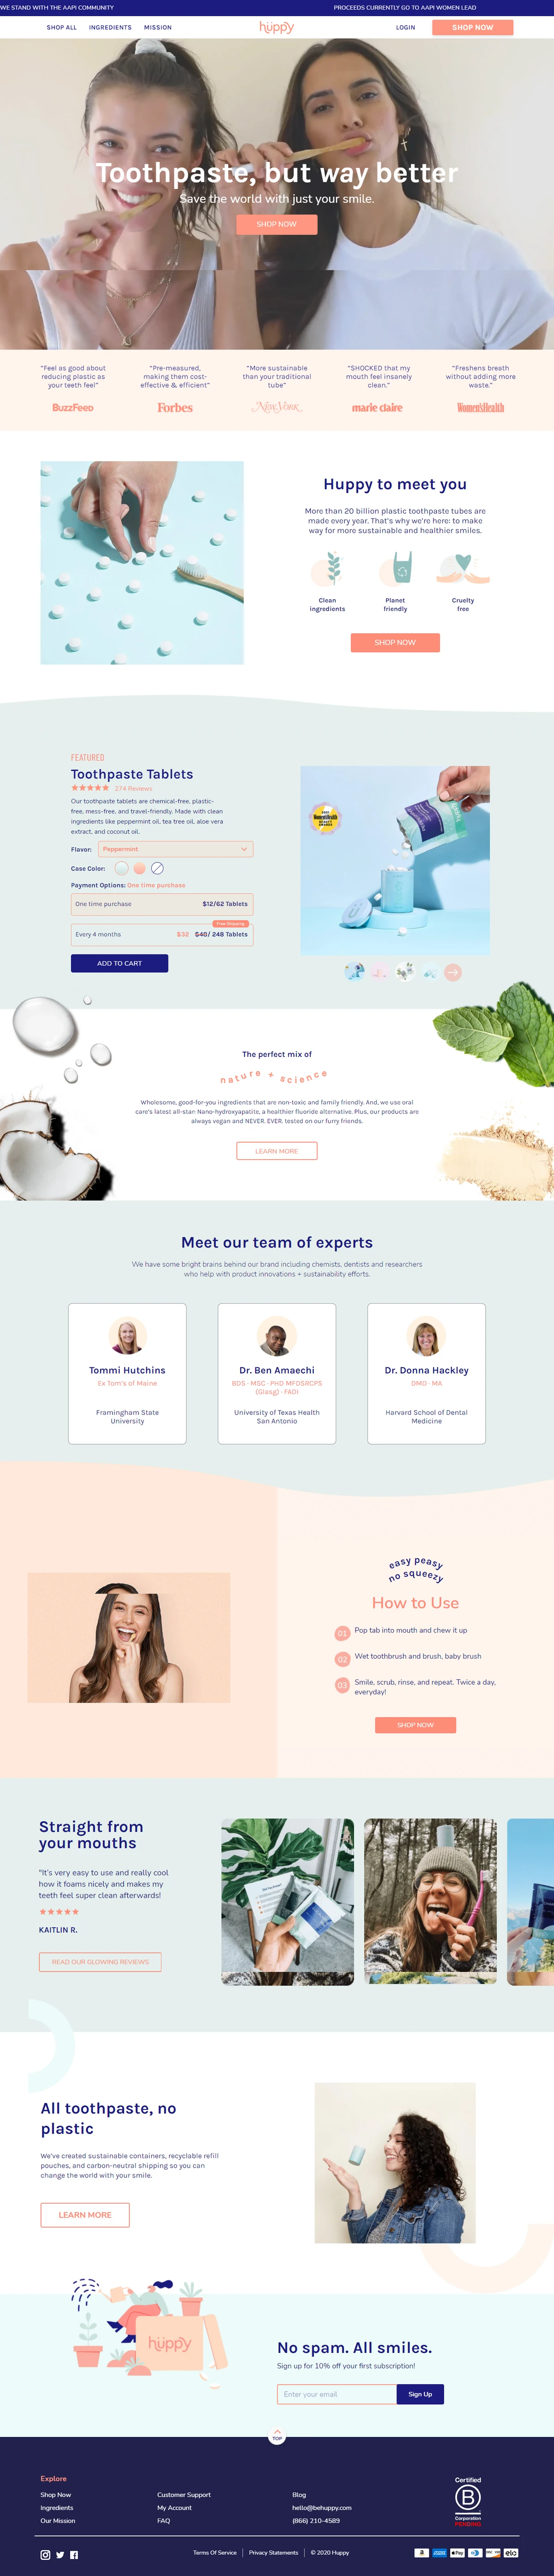 WE STAND WITH THE AAPI COMMUNITY
PROCEEDS CURRENTLY GO TO AAPI WOMEN LEAD
SHOP ALL
INGREDIENTS
MISSION
hüppy
LOGIN
SHOP NOW
Toothpaste, but way better
Save the world with just your smile.
SHOP NOW
“Feel as good about
reducing plastic as
your teeth feel”
BuzzFeed
“Pre-measured,
making them cost-
effective & efficient”
Forbes
“More sustainable
than your traditional
tube”
NEW YORK
“SHOCKED that my
mouth feel insanely
clean.”
marie claire
“Freshens breath
without adding more
waste.”
Women'sHealth
Huppy to meet you
More than 20 billion plastic toothpaste tubes are
made every year. That’s why we’re here: to make
way for more sustainable and healthier smiles.
Clean
ingredients
Planet
friendly
Cruelty
free
SHOP NOW
FEATURED
Toothpaste Tablets
274 Reviews
Our toothpaste tablets are chemical-free, plastic-
free, mess-free, and travel-friendly. Made with clean
ingredients like peppermint oil, tea tree oil, aloe vera
extract, and coconut oil.
Flavor:
Peppermint
Case Color:
Payment Options: One time purchase
One time purchase
$12/62 Tablets
Free Shipping
Every 4 months
$32 $48/ 248 Tablets
ADD TO CART
Women'sHealth
The perfect mix of
nature + science
Wholesome, good-for-you ingredients that are non-toxic and family friendly. And, we use oral
care’s latest all-star: Nano-hydroxyapatite, a healthier fluoride alternative. Plus, our products are
always vegan and NEVER. EVER. tested on our furry friends.
LEARN MORE
Meet our team of experts
We have some bright brains behind our brand including chemists, dentists and researchers
who help with product innovations + sustainability efforts.
Tommi Hutchins
Ex Tom’s of Maine
Framingham State
University
Dr. Ben Amaechi
BDS · MSC · PHD MFDSRCPS
(Glasg) · FADI
University of Texas Health
San Antonio
Dr. Donna Hackley
DMD · MA
Harvard School of Dental
Medicine
easy peasy
no squeezy
How to Use
01
Pop tab into mouth and chew it up
02
Wet toothbrush and brush, baby brush
03
Smile, scrub, rinse, and repeat. Twice a day,
everyday!
SHOP NOW
Straight from
your mouths
“It’s very easy to use and really cool
how it foams nicely and makes my
teeth feel super clean afterwards!
KAITLIN R.
READ OUR GLOWING REVIEWS
All toothpaste, no
plastic
We’ve created sustainable containers, recyclable refill
pouches, and carbon-neutral shipping so you can
change the world with your smile.
LEARN MORE
hüppy
No spam. All smiles.
Sign up for 10% off your first subscription!
Enter your email
Sign Up
TOP
Explore
Shop Now
Ingredients
Our Mission
Customer Support
My Account
FAQ
Blog
hello@behuppy.com
(866) 210-4589
Certified
B
Corporation
PENDING
Terms Of Service
Privacy Statements
© 2020 Huppy
Pay
elo